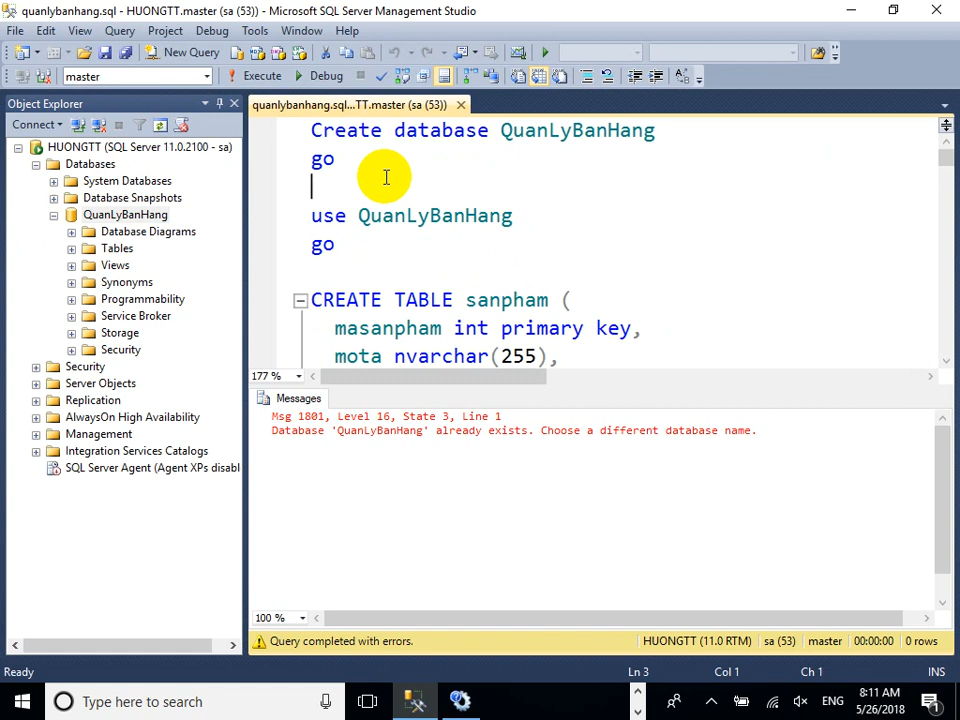 quanlybanhang.sql - HUONGTT.master (sa (53)) - Microsoft SQL Server Management Studio
File Edit View Query Project Debug Tools Window Help
New Query
master
Execute Debug
Object Explorer
quanlybanhang.sql...TT.master (sa (53))
Connect
HUONGTT (SQL Server 11.0.2100 - sa)
Databases
System Databases
Database Snapshots
QuanLyBanHang
Database Diagrams
Tables
Views
Synonyms
Programmability
Service Broker
Storage
Security
Security
Server Objects
Replication
AlwaysOn High Availability
Management
Integration Services Catalogs
SQL Server Agent (Agent XPs disabl
Create database QuanLyBanHang
go
use QuanLyBanHang
go
CREATE TABLE sanpham (
masanpham int primary key,
mota nvarchar(255),
177 %
Messages
Msg 1801, Level 16, State 3, Line 1
Database 'QuanLyBanHang' already exists. Choose a different database name.
100 %
Query completed with errors.
HUONGTT (11.0 RTM) sa (53) master 00:00:00 0 rows
Ready
Ln 3 Col 1 Ch 1 INS
Type here to search
ENG
8:11 AM
5/26/2018
1